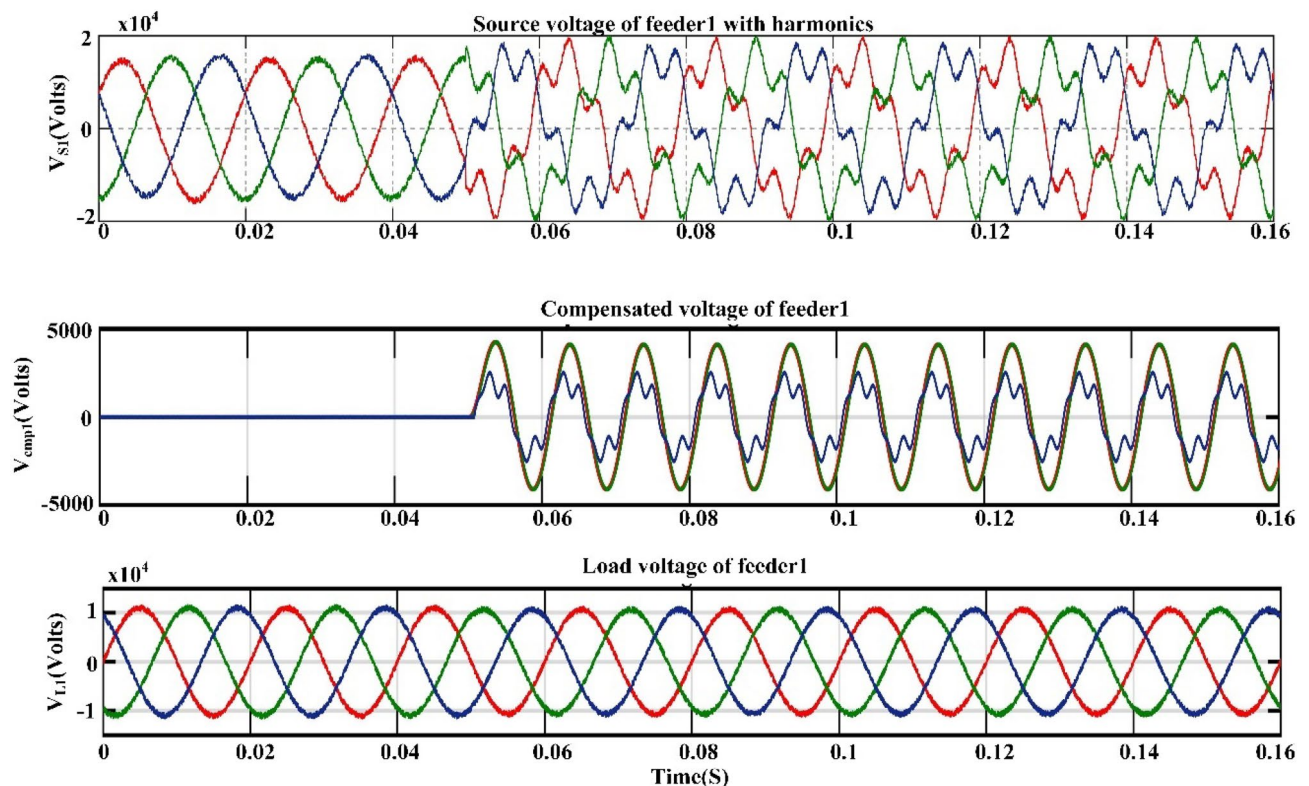 x10⁴
Source voltage of feeder1 with harmonics
2
0
-2
V_S1(Volts)
0 0.02 0.04 0.06 0.08 0.1 0.12 0.14 0.16
Compensated voltage of feeder1
5000
0
-5000
V_cmp1(Volts)
0 0.02 0.04 0.06 0.08 0.1 0.12 0.14 0.16
x10⁴
Load voltage of feeder1
1
0
-1
V_L1(Volts)
0 0.02 0.04 0.06 0.08 0.1 0.12 0.14 0.16
Time(S)